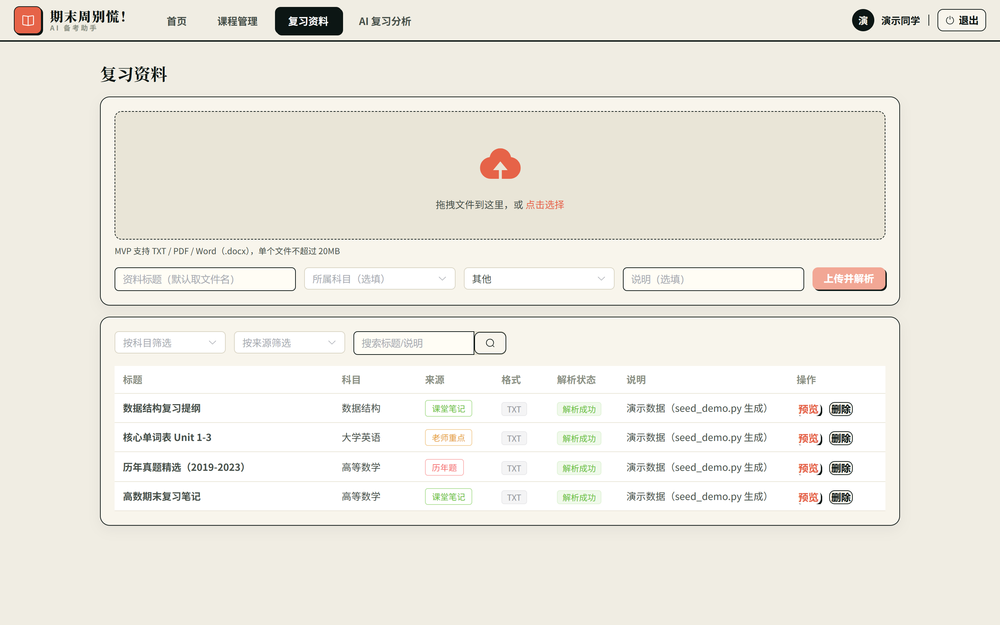 期末周别慌!
AI 备考助手
首页
课程管理
复习资料
AI 复习分析
演
演示同学
退出
复习资料
拖拽文件到这里，或 点击选择
MVP 支持 TXT / PDF / Word（.docx），单个文件不超过 20MB
资料标题（默认取文件名）
所属科目（选填）
其他
说明（选填）
上传并解析
按科目筛选
按来源筛选
搜索标题/说明
标题 科目 来源 格式 解析状态 说明 操作
数据结构复习提纲 数据结构 课堂笔记 TXT 解析成功 演示数据（seed_demo.py 生成） 预览 删除
核心单词表 Unit 1-3 大学英语 老师重点 TXT 解析成功 演示数据（seed_demo.py 生成） 预览 删除
历年真题精选（2019-2023） 高等数学 历年题 TXT 解析成功 演示数据（seed_demo.py 生成） 预览 删除
高数期末复习笔记 高等数学 课堂笔记 TXT 解析成功 演示数据（seed_demo.py 生成） 预览 删除